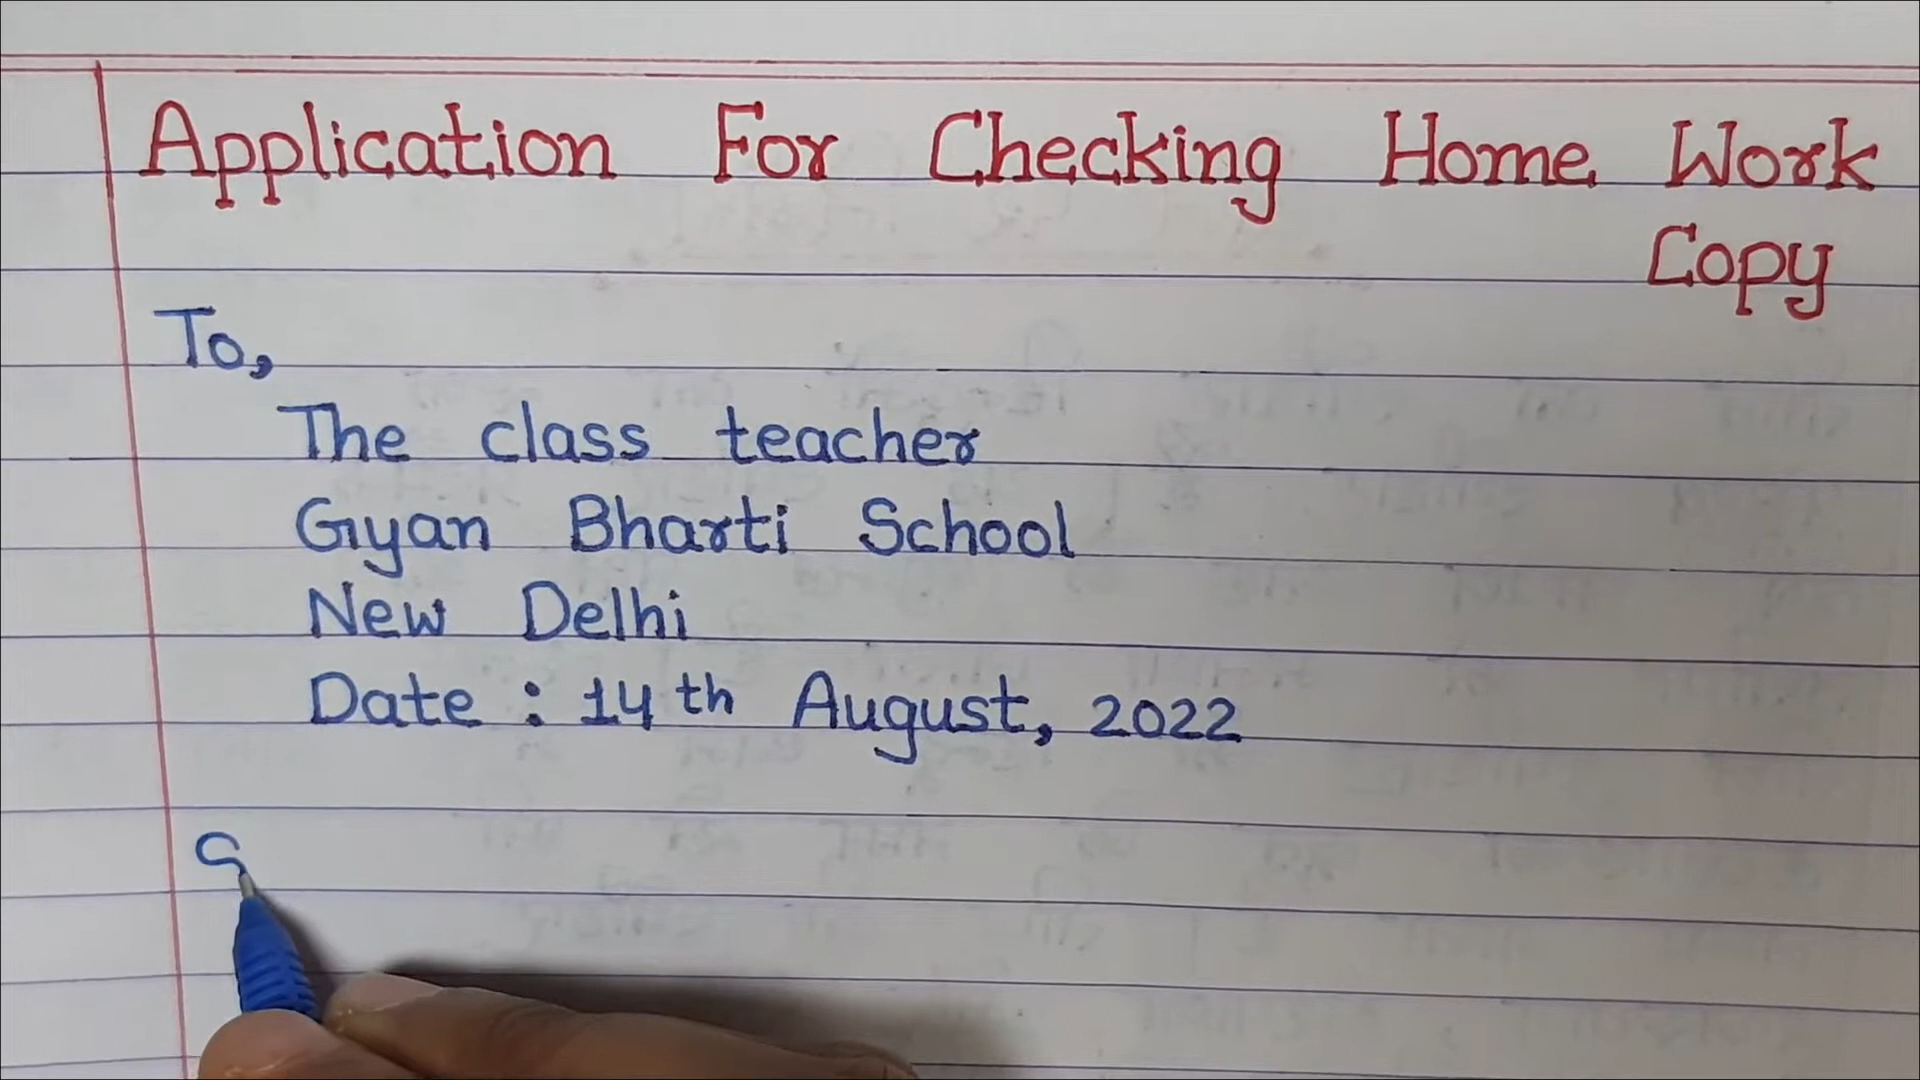 Application For Checking Home Work
Copy
To,
The class teacher
Gyan Bharti School
New Delhi
Date : 14th August, 2022
S